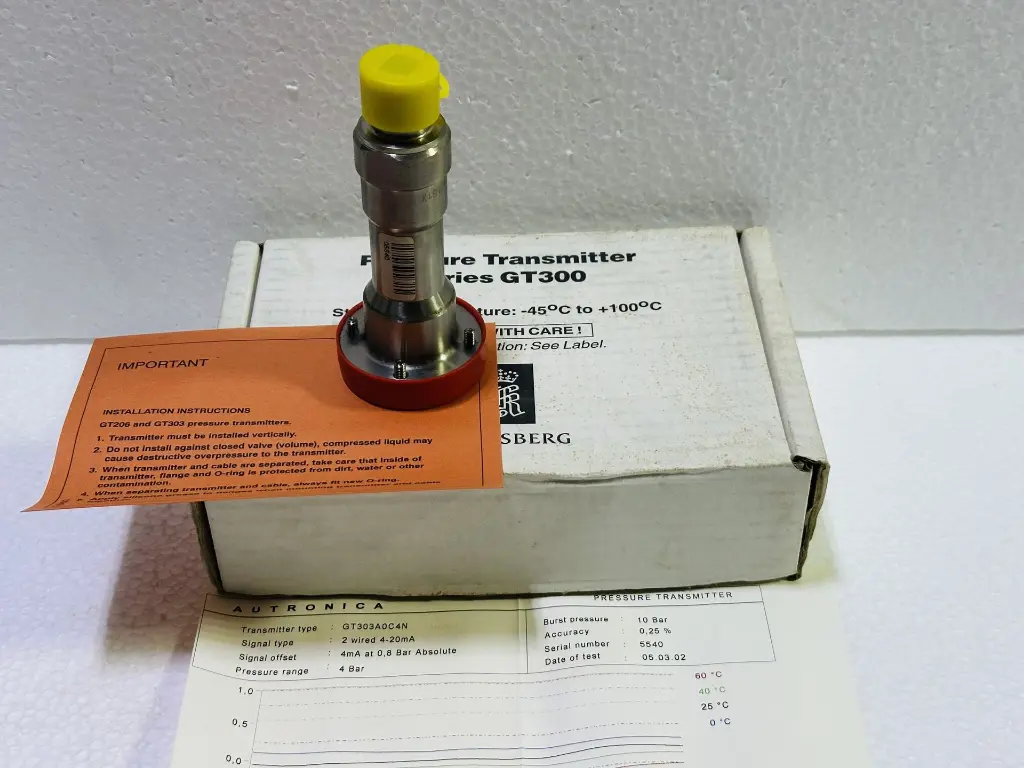 Pressure Transmitter
Series GT300
ture: -45°C to +100°C
WITH CARE !
tion: See Label.
SBERG
IMPORTANT
INSTALLATION INSTRUCTIONS
GT206 and GT303 pressure transmitters.
1. Transmitter must be installed vertically.
2. Do not install against closed valve (volume), compressed liquid may
cause destructive overpressure to the transmitter.
3. When transmitter and cable are separated, take care that inside of
transmitter, flange and O-ring is protected from dirt, water or other
contamination.
4. When separating transmitter and cable, always fit new O-ring.
AUTRONICA
PRESSURE TRANSMITTER
Transmitter type : GT303A0C4N
Signal type : 2 wired 4-20mA
Signal offset : 4mA at 0,8 Bar Absolute
Pressure range : 4 Bar
Burst pressure : 10 Bar
Accuracy : 0,25 %
Serial number : 5540
Date of test : 05.03.02
1.0
0.5
0.0
60 °C
40 °C
25 °C
0 °C